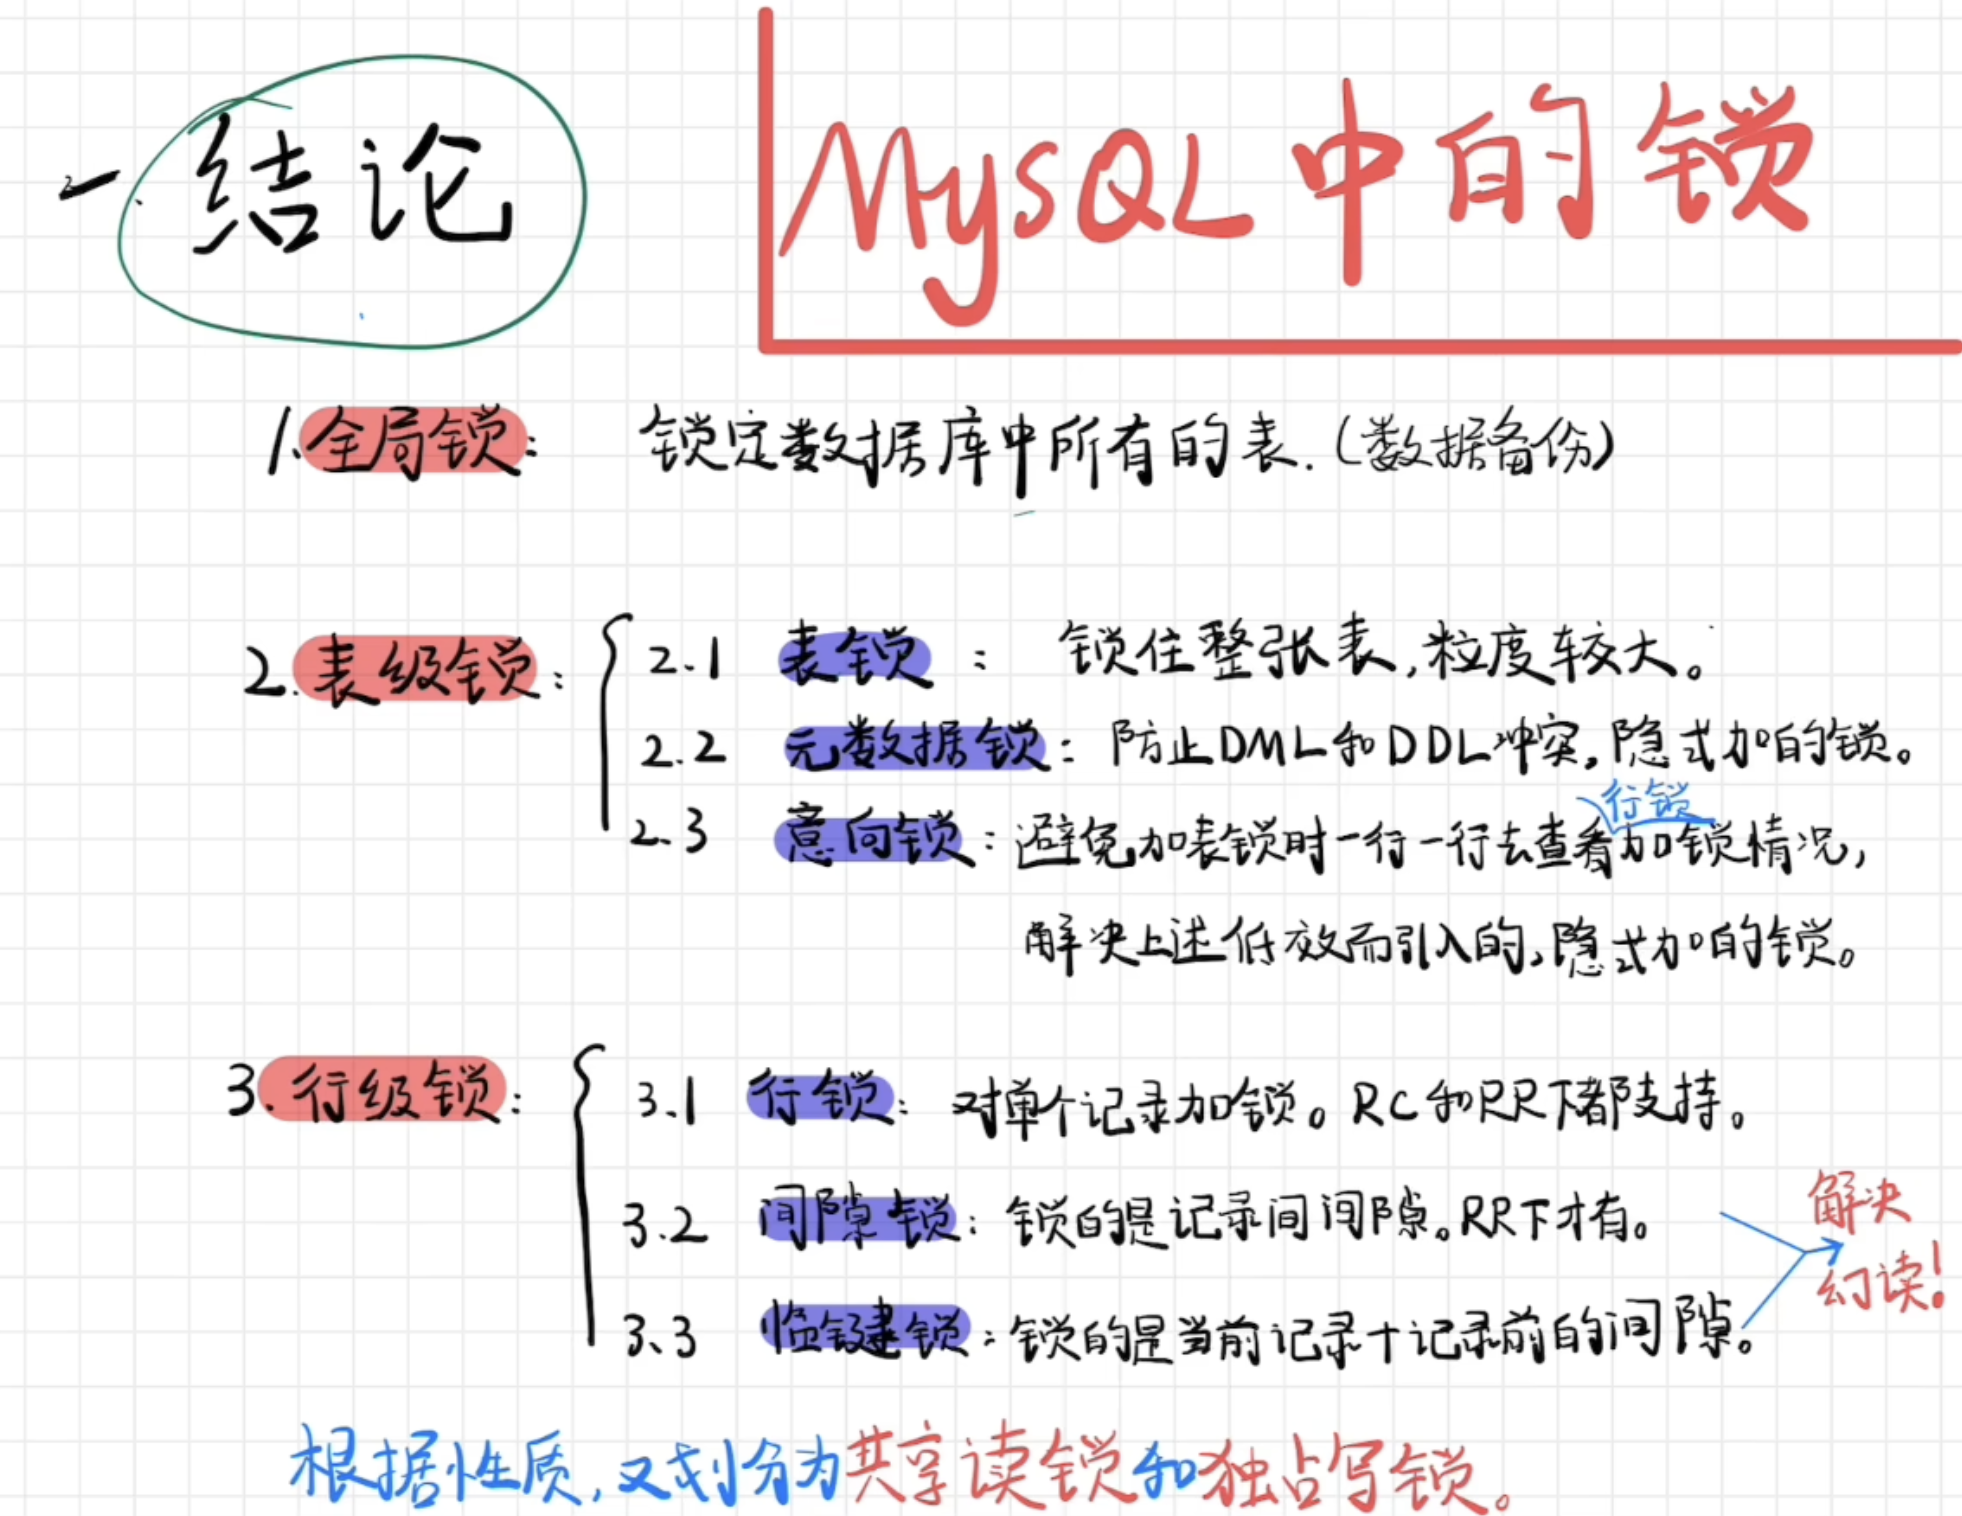 一、结论
MySQL中的锁
1.全局锁: 锁定数据库中所有的表.(数据备份)
2.表级锁:
2.1 表锁: 锁住整张表,粒度较大。
2.2 元数据锁: 防止DML和DDL冲突,隐式加的锁。
行锁
2.3 意向锁: 避免加表锁时一行一行去查看加锁情况,
解决上述低效而引入的,隐式加的锁。
3.行级锁:
3.1 行锁: 对单个记录加锁。RC和RR下都支持。
3.2 间隙锁: 锁的是记录间间隙。RR下才有。
3.3 临键锁: 锁的是当前记录+记录前的间隙。
解决
幻读!
根据性质,又划分为共享读锁和独占写锁。